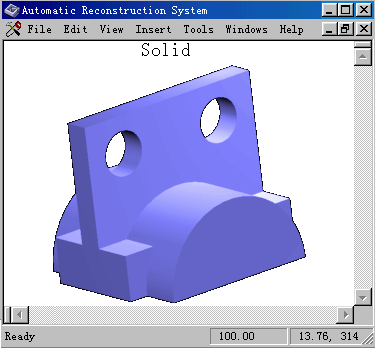 Automatic Reconstruction System
File Edit View Insert Tools Windows Help
Solid
Ready 100.00 13.76, 314